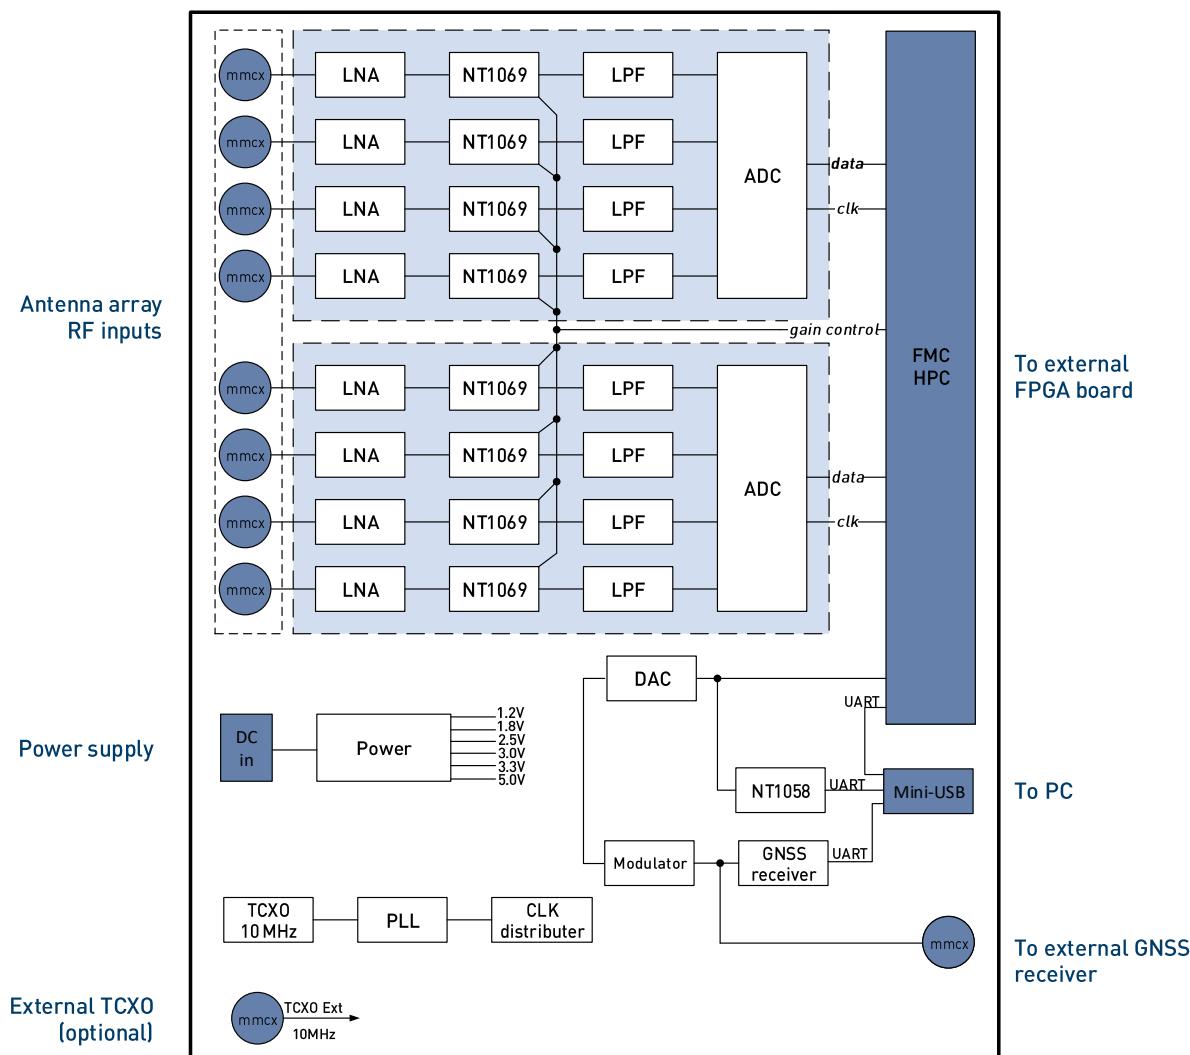 mmcx LNA NT1069 LPF
mmcx LNA NT1069 LPF
ADC
data
mmcx LNA NT1069 LPF
clk
mmcx LNA NT1069 LPF
Antenna array
RF inputs
gain control
FMC
HPC
To external
FPGA board
mmcx LNA NT1069 LPF
mmcx LNA NT1069 LPF
ADC
data
mmcx LNA NT1069 LPF
clk
mmcx LNA NT1069 LPF
DAC
UART
Power supply
DC
in
Power
1.2V
1.8V
2.5V
3.0V
3.3V
5.0V
NT1058
UART
Mini-USB
To PC
Modulator
GNSS
receiver
UART
TCXO
10 MHz
PLL
CLK
distributer
mmcx
To external GNSS
receiver
External TCXO
(optional)
mmcx
TCXO Ext
10MHz